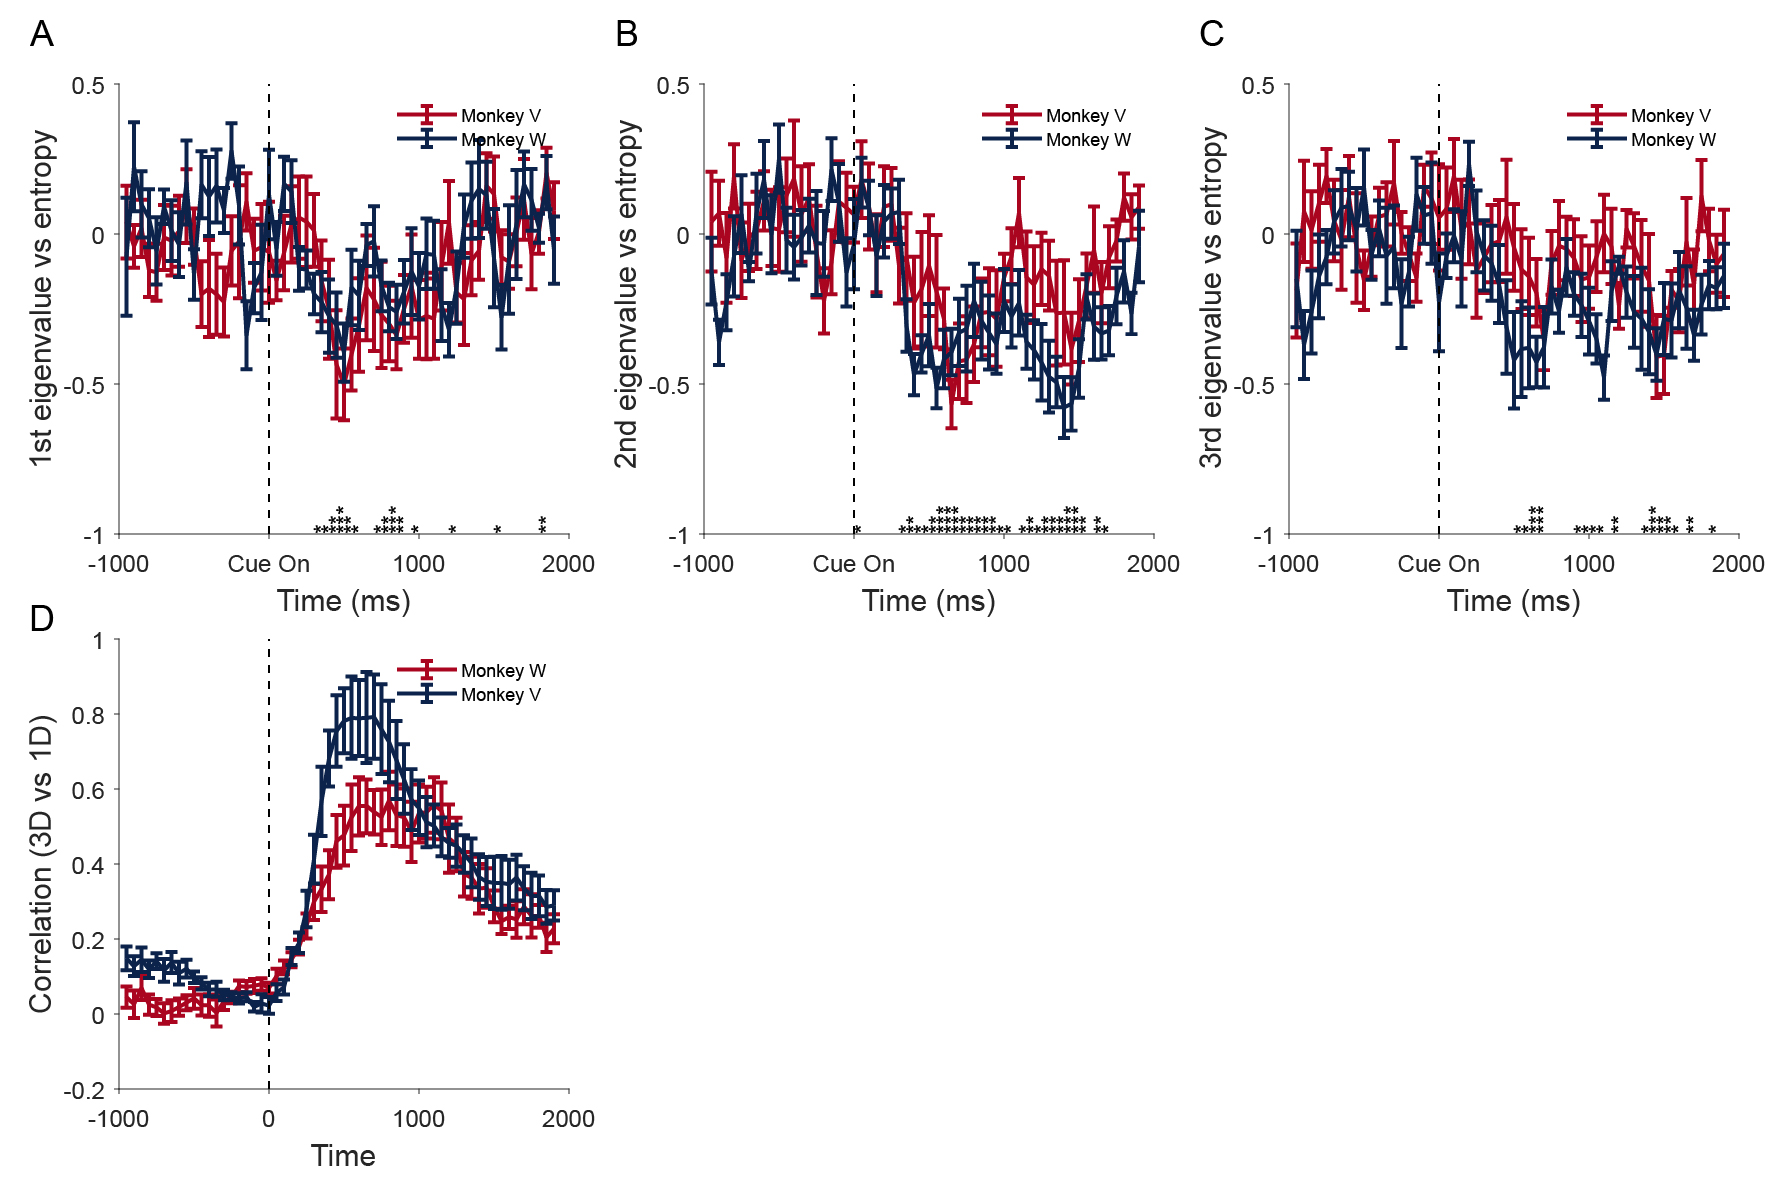 A
1st eigenvalue vs entropy
0.5
0
-0.5
-1
Monkey V
Monkey W
-1000
Cue On
1000
2000
Time (ms)
B
2nd eigenvalue vs entropy
0.5
0
-0.5
-1
Monkey V
Monkey W
-1000
Cue On
1000
2000
Time (ms)
C
3rd eigenvalue vs entropy
0.5
0
-0.5
-1
Monkey V
Monkey W
-1000
Cue On
1000
2000
Time (ms)
D
Correlation (3D vs 1D)
1
0.8
0.6
0.4
0.2
0
-0.2
Monkey W
Monkey V
-1000
0
1000
2000
Time